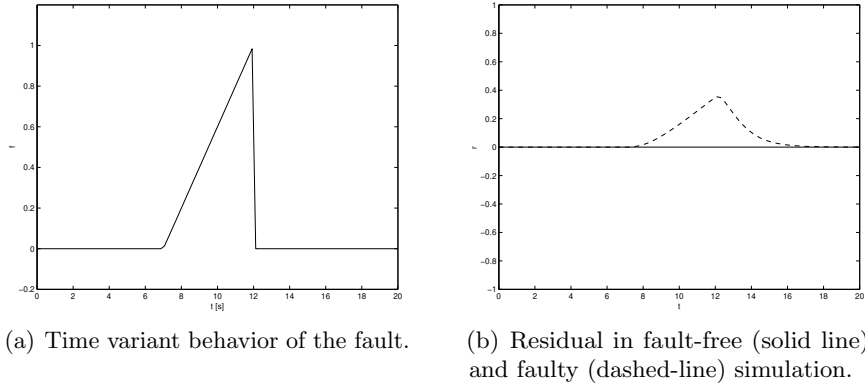 1
0.8
0.6
0.4
0.2
0
−0.2
f
0 2 4 6 8 10 12 14 16 18 20
t [s]
(a) Time variant behavior of the fault.
1
0.8
0.6
0.4
0.2
0
−0.2
−0.4
−0.6
−0.8
−1
r
0 2 4 6 8 10 12 14 16 18 20
t
(b) Residual in fault-free (solid line)
and faulty (dashed-line) simulation.